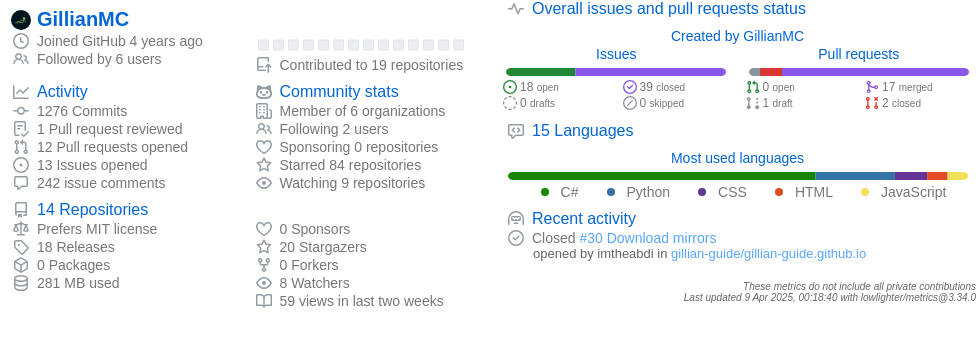 GillianMC
Joined GitHub 4 years ago
Followed by 6 users
Contributed to 19 repositories
Activity
1276 Commits
1 Pull request reviewed
12 Pull requests opened
13 Issues opened
242 issue comments
Community stats
Member of 6 organizations
Following 2 users
Sponsoring 0 repositories
Starred 84 repositories
Watching 9 repositories
14 Repositories
Prefers MIT license
18 Releases
0 Packages
281 MB used
0 Sponsors
20 Stargazers
0 Forkers
8 Watchers
59 views in last two weeks
Overall issues and pull requests status
Created by GillianMC
Issues
18 open
39 closed
0 drafts
0 skipped
Pull requests
0 open
17 merged
1 draft
2 closed
15 Languages
Most used languages
C# Python CSS HTML JavaScript
Recent activity
Closed #30 Download mirrors
opened by imtheabdi in gillian-guide/gillian-guide.github.io
These metrics do not include all private contributions
Last updated 9 Apr 2025, 00:18:40 with lowlighter/metrics@3.34.0